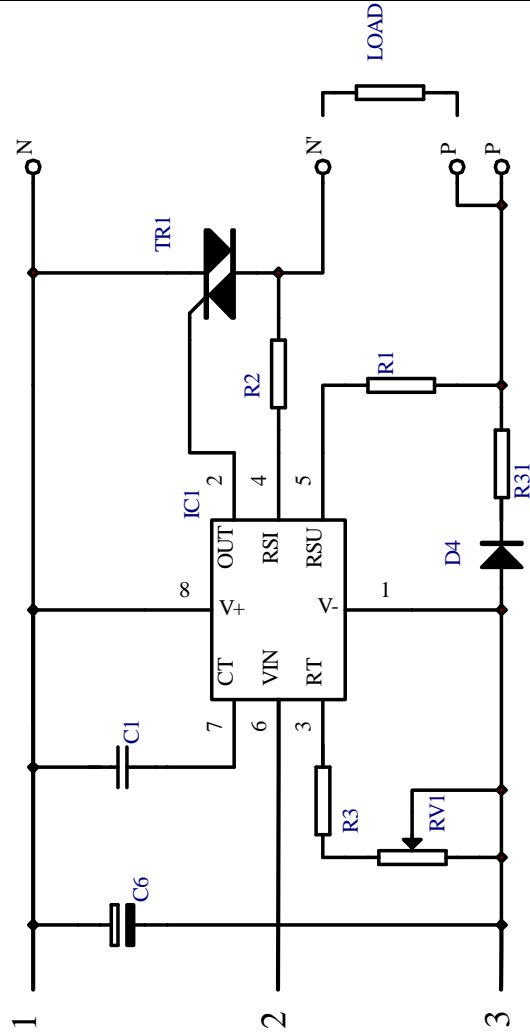 N
TR1
N'
LOAD
P
P
R2
R1
R31
D4
IC1
2
4
5
OUT
RSI
RSU
8
V+
V-
1
CT
VIN
RT
7
6
3
C1
R3
RV1
C6
1
2
3